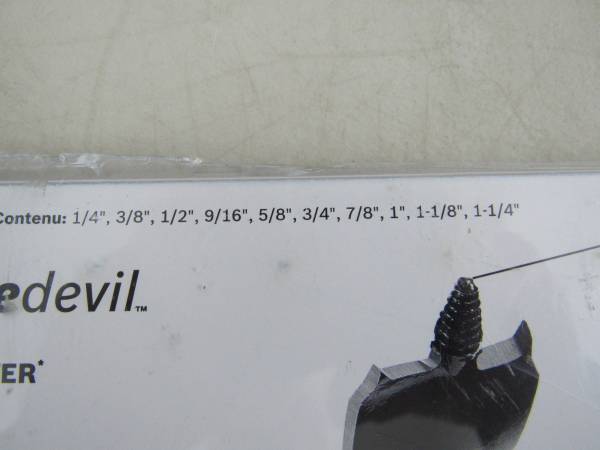 Contenu: 1/4", 3/8", 1/2", 9/16", 5/8", 3/4", 7/8", 1", 1-1/8", 1-1/4"
edevil™
ER*